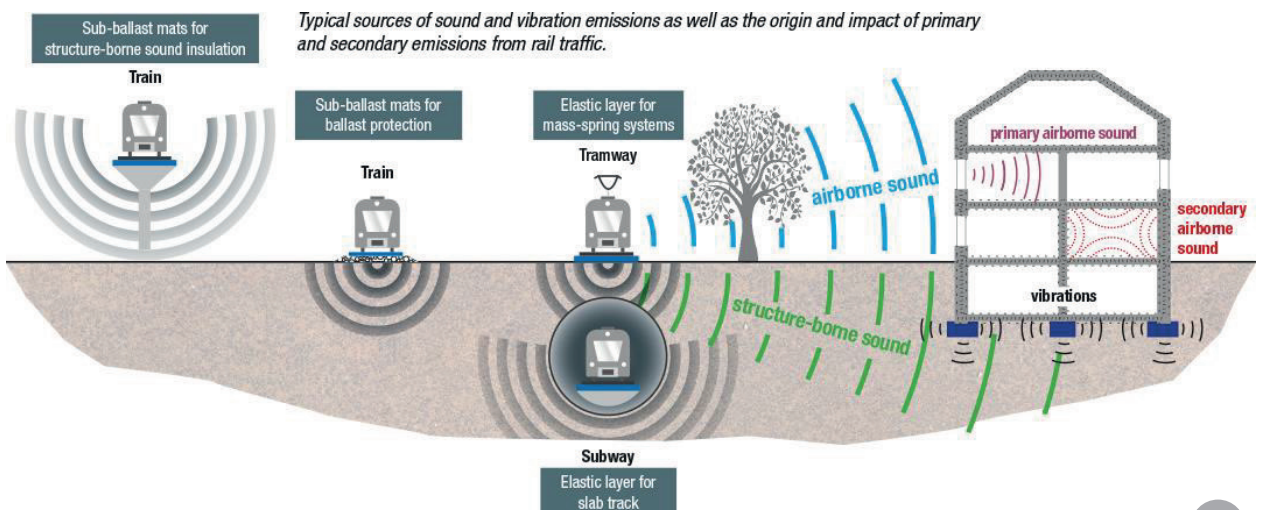 Typical sources of sound and vibration emissions as well as the origin and impact of primary
and secondary emissions from rail traffic.
Sub-ballast mats for
structure-borne sound insulation
Train
Sub-ballast mats for
ballast protection
Train
Elastic layer for
mass-spring systems
Tramway
airborne sound
structure-borne sound
primary airborne sound
secondary
airborne
sound
vibrations
Subway
Elastic layer for
slab track